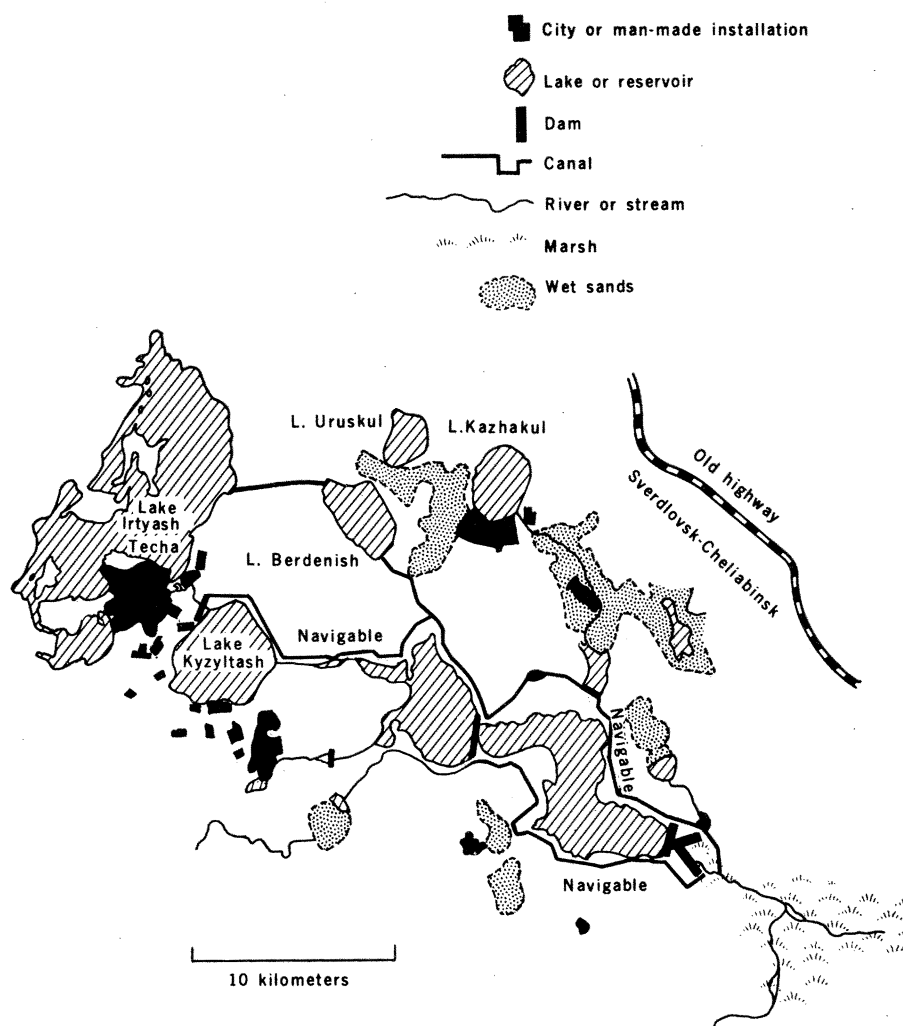 City or man-made installation
Lake or reservoir
Dam
Canal
River or stream
Marsh
Wet sands
L. Uruskul
L.Kazhakul
Old highway
Sverdlovsk-Cheliabinsk
Lake
Irtyash
Techa
L. Berdenish
Navigable
Lake
Kyzyltash
Navigable
Navigable
10 kilometers